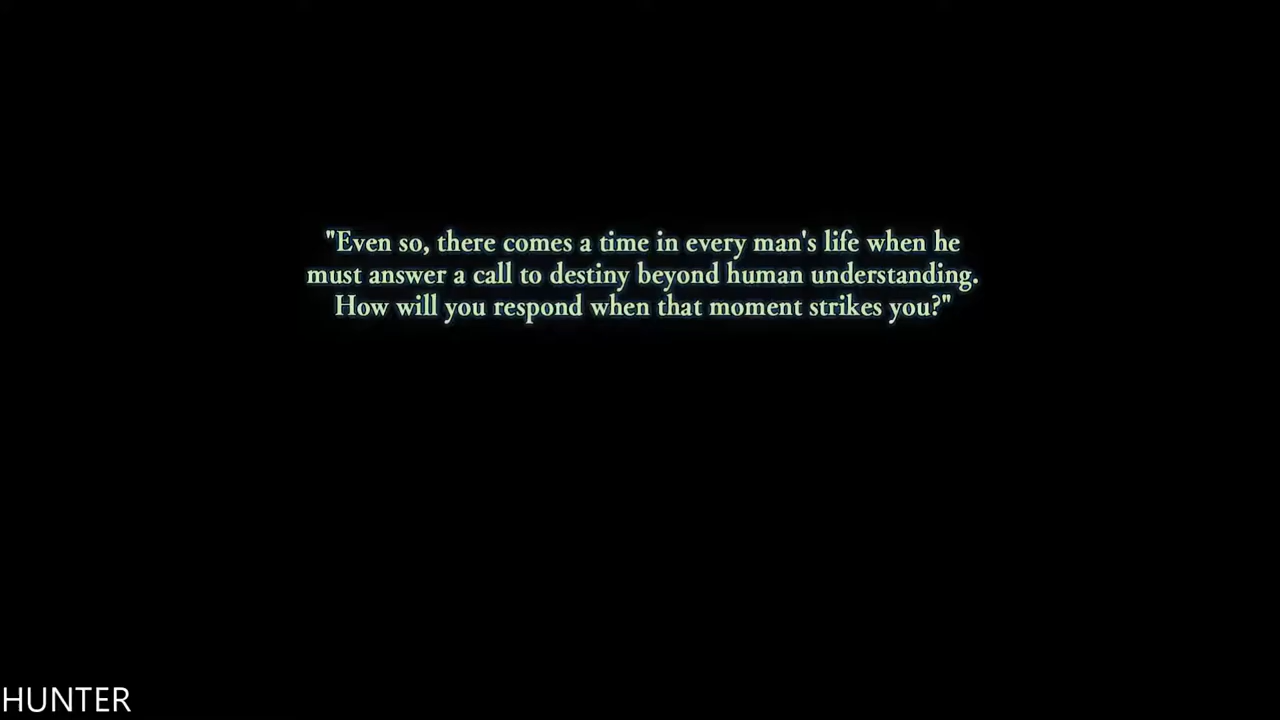 "Even so, there comes a time in every man's life when he
must answer a call to destiny beyond human understanding.
How will you respond when that moment strikes you?"
HUNTER